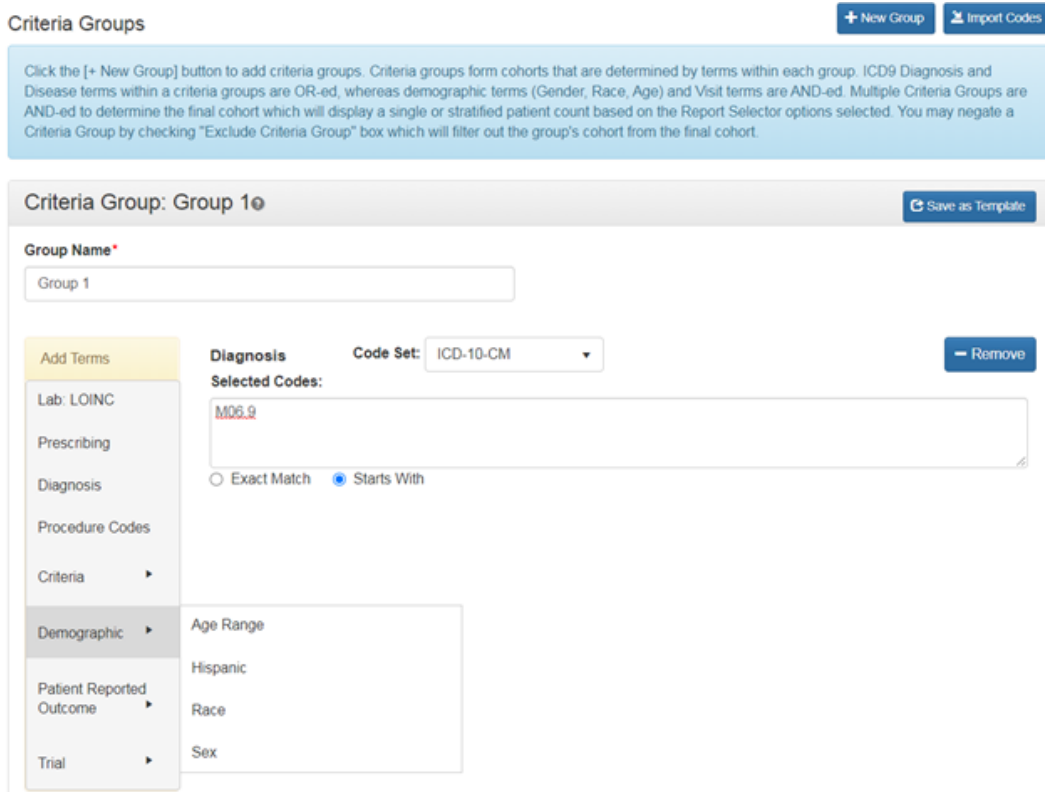 Criteria Groups
+ New Group
Import Codes
Click the [+ New Group] button to add criteria groups. Criteria groups form cohorts that are determined by terms within each group. ICD9 Diagnosis and
Disease terms within a criteria groups are OR-ed, whereas demographic terms (Gender, Race, Age) and Visit terms are AND-ed. Multiple Criteria Groups are
AND-ed to determine the final cohort which will display a single or stratified patient count based on the Report Selector options selected. You may negate a
Criteria Group by checking "Exclude Criteria Group" box which will filter out the group's cohort from the final cohort.
Criteria Group: Group 1
Save as Template
Group Name*
Group 1
Add Terms
Lab: LOINC
Prescribing
Diagnosis
Procedure Codes
Criteria
Demographic
Patient Reported
Outcome
Trial
Diagnosis
Code Set: ICD-10-CM
Remove
Selected Codes:
M06.9
Exact Match
Starts With
Age Range
Hispanic
Race
Sex